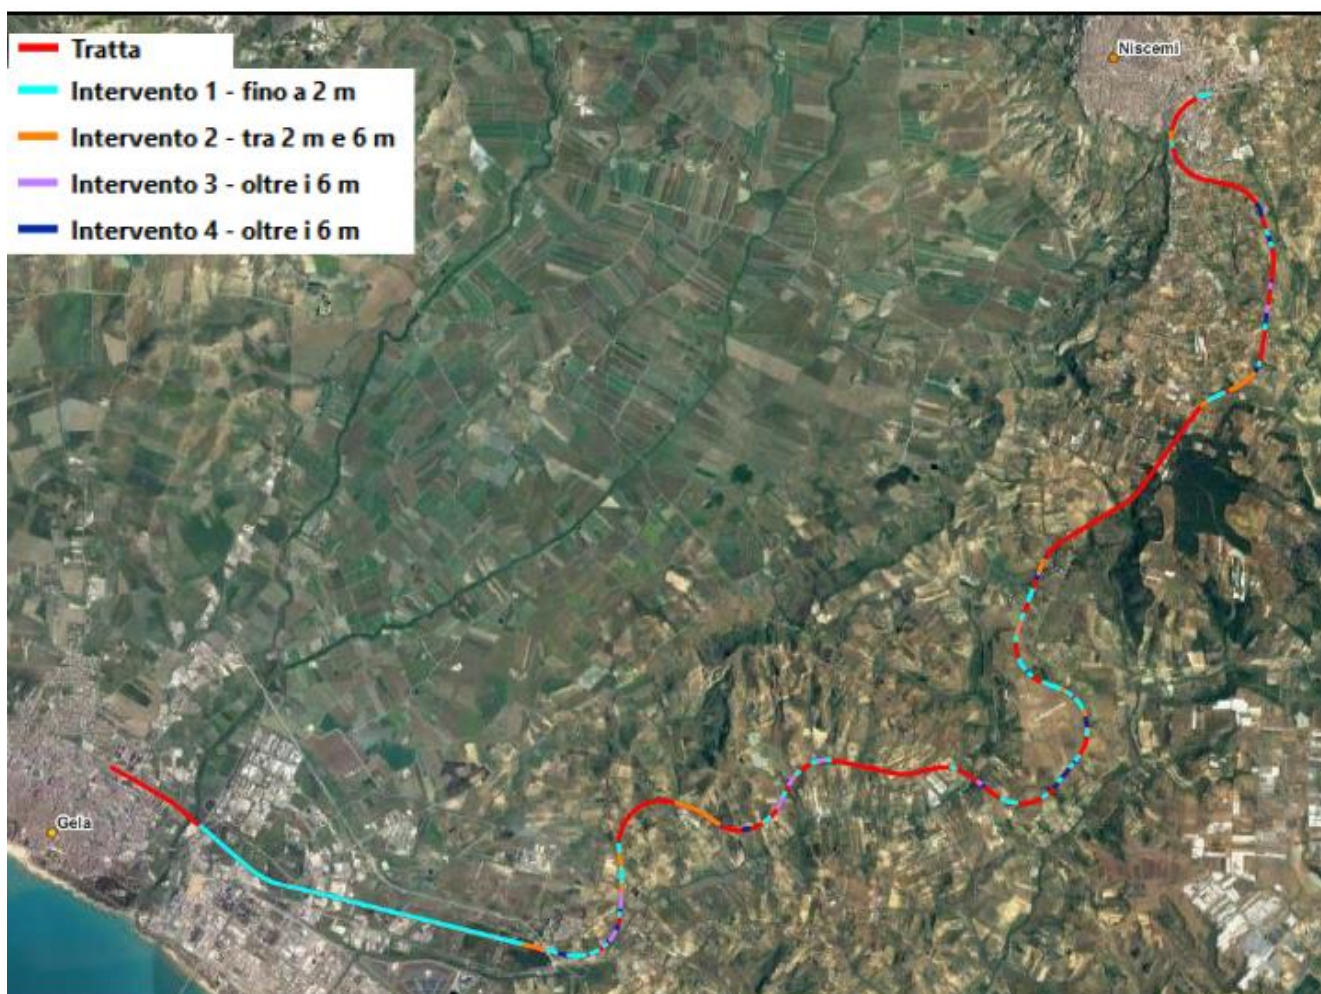 Tratta
Intervento 1 - fino a 2 m
Intervento 2 - tra 2 m e 6 m
Intervento 3 - oltre i 6 m
Intervento 4 - oltre i 6 m
Niscemi
Gela